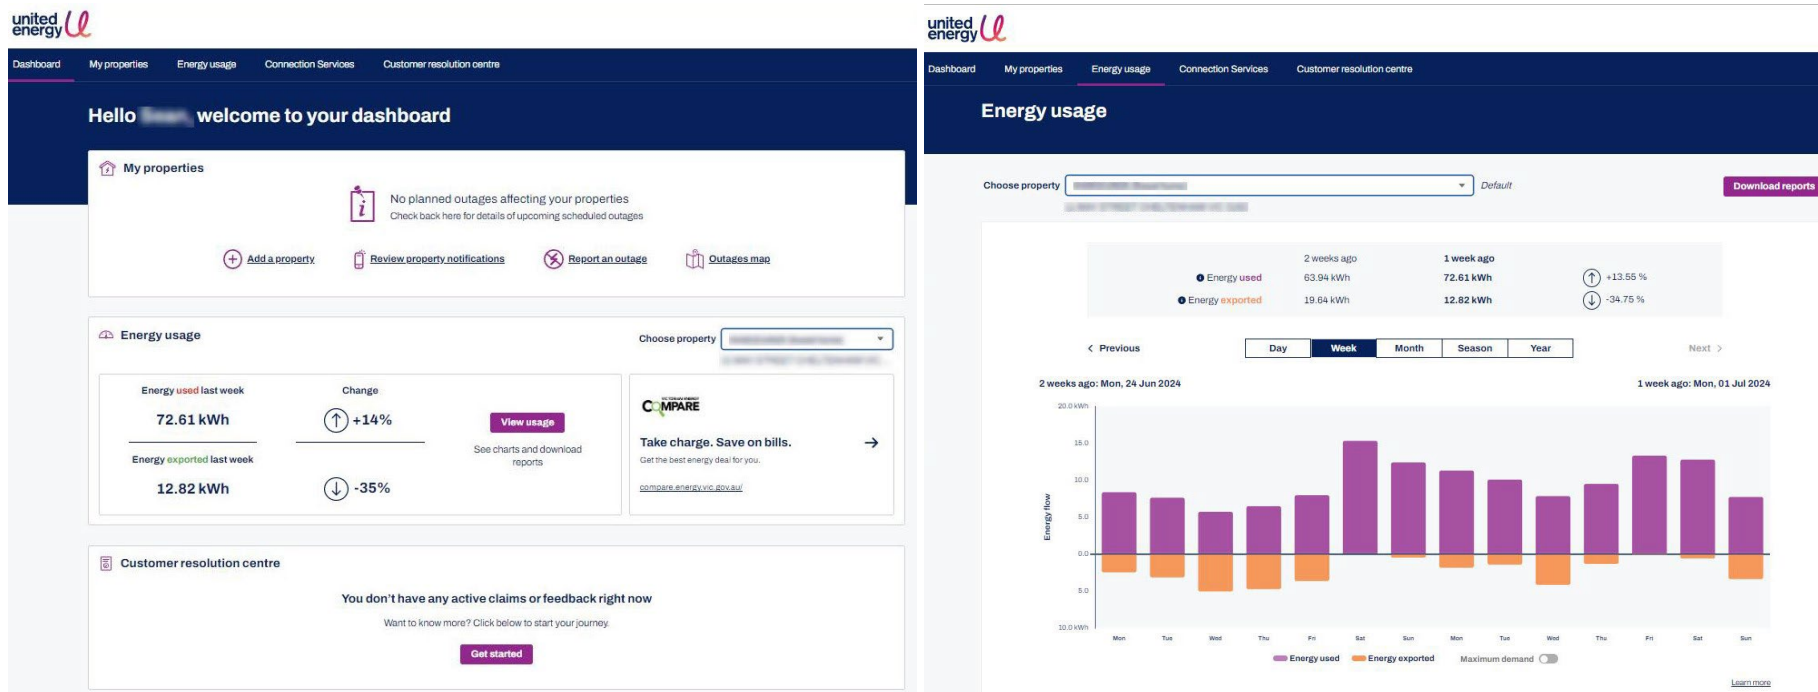 united
energy
Dashboard My properties Energy usage Connection Services Customer resolution centre
Hello welcome to your dashboard
My properties
No planned outages affecting your properties
Check back here for details of upcoming scheduled outages
Add a property Review property notifications Report an outage Outages map
Energy usage
Choose property
Energy used last week Change
72.61 kWh +14%
Energy exported last week
12.82 kWh -35%
View usage
See charts and download
reports
VICTORIAN ENERGY
COMPARE
Take charge. Save on bills.
Get the best energy deal for you.
compare.energy.vic.gov.au/
Customer resolution centre
You don't have any active claims or feedback right now
Want to know more? Click below to start your journey.
Get started
united
energy
Dashboard My properties Energy usage Connection Services Customer resolution centre
Energy usage
Choose property Default Download reports
2 weeks ago 1 week ago
Energy used 63.94 kWh 72.61 kWh +13.55 %
Energy exported 19.64 kWh 12.82 kWh -34.75 %
Previous Day Week Month Season Year Next
2 weeks ago: Mon, 24 Jun 2024 1 week ago: Mon, 01 Jul 2024
20.0 kWh
15.0
10.0
5.0
0.0
5.0
10.0 kWh
Energy flow
Mon Tue Wed Thu Fri Sat Sun Mon Tue Wed Thu Fri Sat Sun
Energy used Energy exported Maximum demand
Learn more